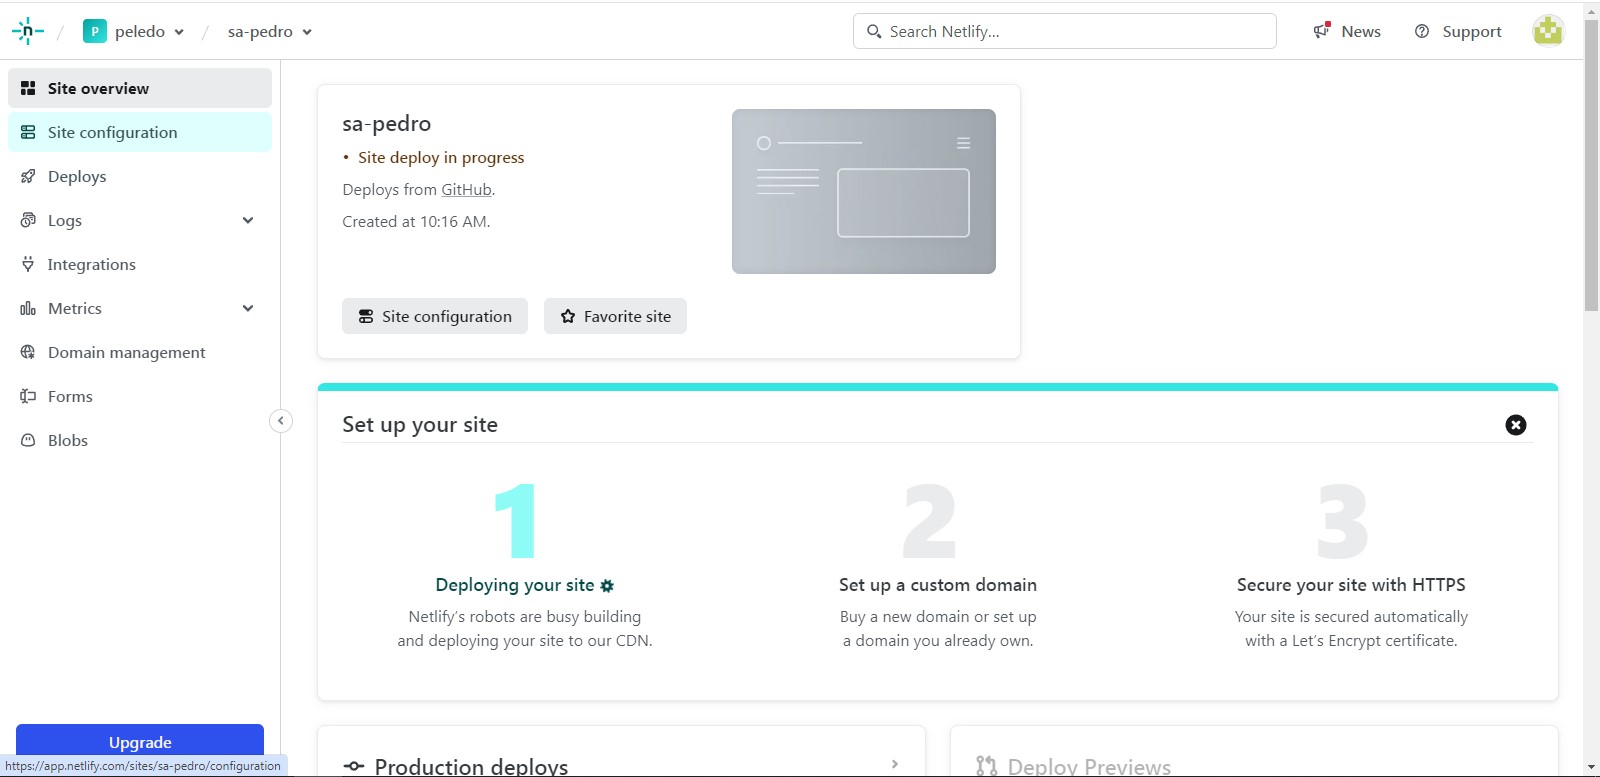 n / P peledo / sa-pedro
Search Netlify...
News
Support
Site overview
Site configuration
Deploys
Logs
Integrations
Metrics
Domain management
Forms
Blobs
Upgrade
https://app.netlify.com/sites/sa-pedro/configuration
sa-pedro
• Site deploy in progress
Deploys from GitHub.
Created at 10:16 AM.
Site configuration
Favorite site
Set up your site
1
Deploying your site
Netlify’s robots are busy building
and deploying your site to our CDN.
2
Set up a custom domain
Buy a new domain or set up
a domain you already own.
3
Secure your site with HTTPS
Your site is secured automatically
with a Let’s Encrypt certificate.
Production deploys
Deploy Previews